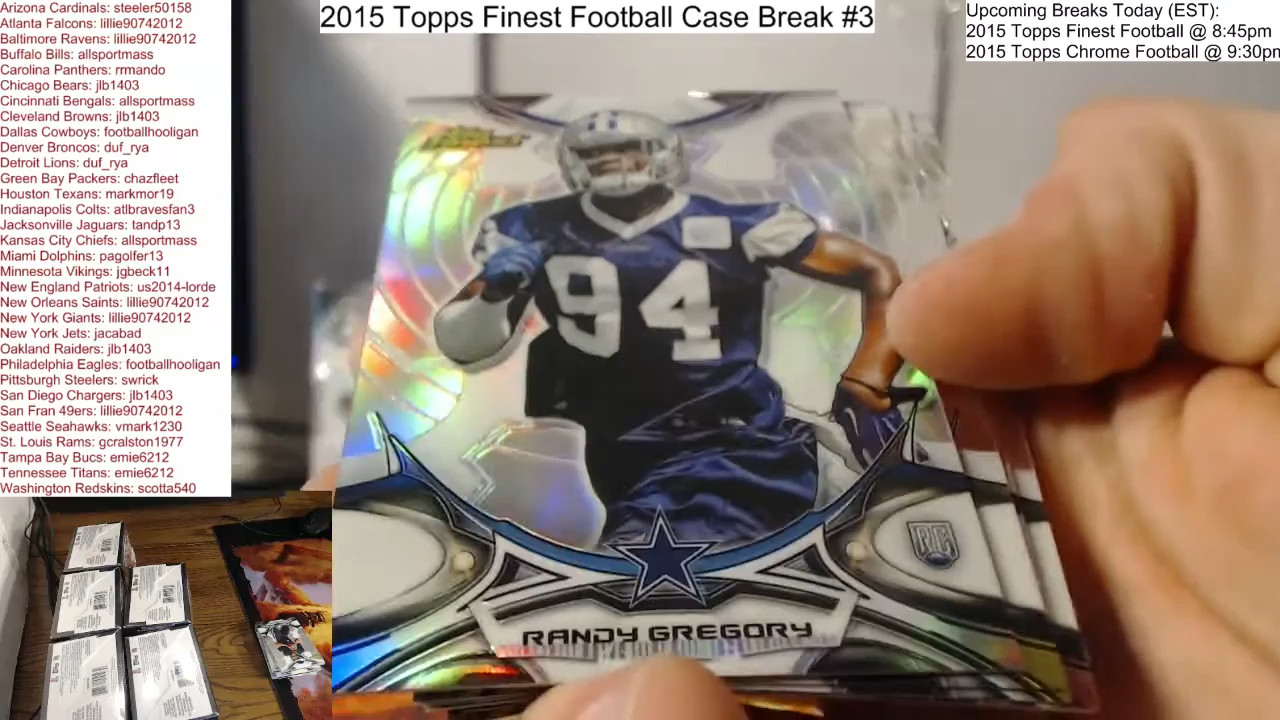 Arizona Cardinals: steeler50158
Atlanta Falcons: lillie90742012
Baltimore Ravens: lillie90742012
Buffalo Bills: allsportmass
Carolina Panthers: rrmando
Chicago Bears: jlb1403
Cincinnati Bengals: allsportmass
Cleveland Browns: jlb1403
Dallas Cowboys: footballhooligan
Denver Broncos: duf_rya
Detroit Lions: duf_rya
Green Bay Packers: chazfleet
Houston Texans: markmor19
Indianapolis Colts: atlbravesfan3
Jacksonville Jaguars: tandp13
Kansas City Chiefs: allsportmass
Miami Dolphins: pagolfer13
Minnesota Vikings: jgbeck11
New England Patriots: us2014-lorde
New Orleans Saints: lillie90742012
New York Giants: lillie90742012
New York Jets: jacabad
Oakland Raiders: jlb1403
Philadelphia Eagles: footballhooligan
Pittsburgh Steelers: swrick
San Diego Chargers: jlb1403
San Fran 49ers: lillie90742012
Seattle Seahawks: vmark1230
St. Louis Rams: gcralston1977
Tampa Bay Bucs: emie6212
Tennessee Titans: emie6212
Washington Redskins: scotta540
2015 Topps Finest Football Case Break #3
Upcoming Breaks Today (EST):
2015 Topps Finest Football @ 8:45pm
2015 Topps Chrome Football @ 9:30pm
94
RC
RANDY GREGORY